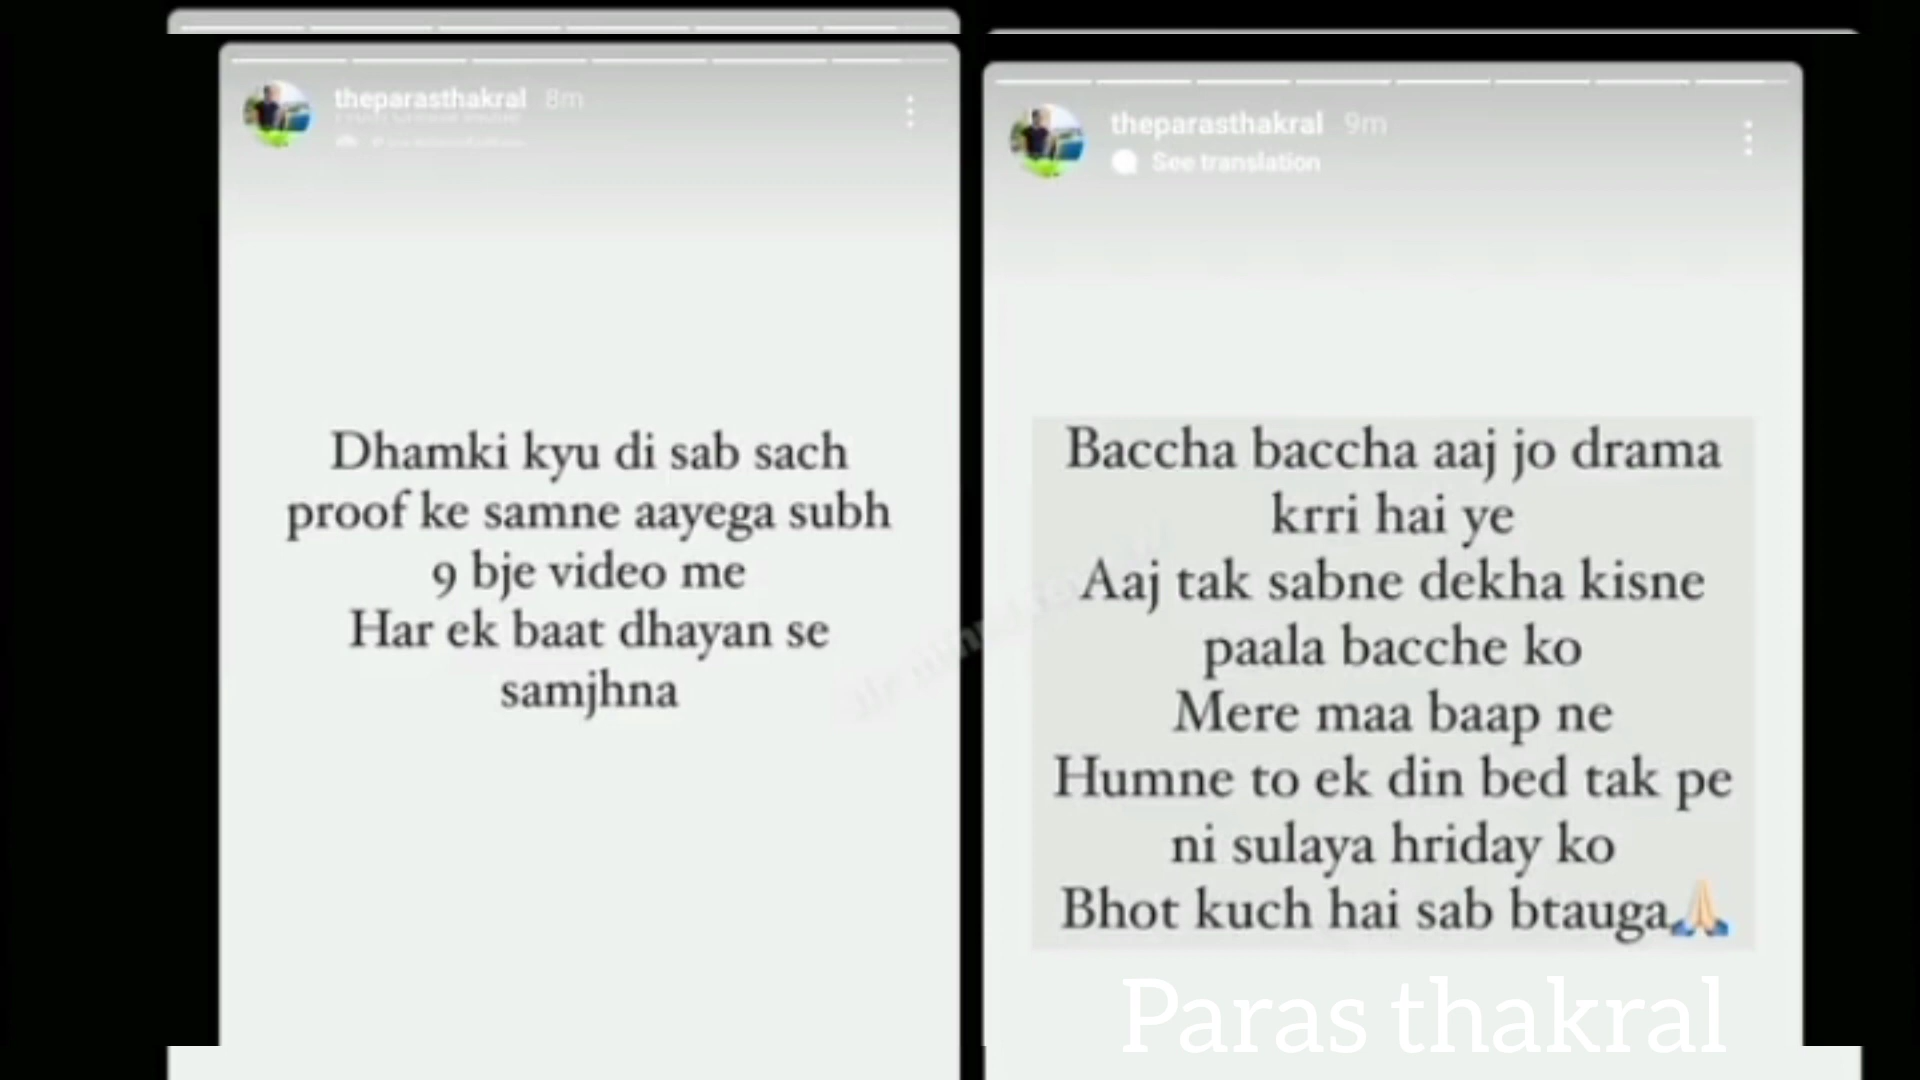 theparasthakral 8m
Dhamki kyu di sab sach
proof ke samne aayega subh
9 bje video me
Har ek baat dhayan se
samjhna
theparasthakral 9m
See translation
Baccha baccha aaj jo drama
krri hai ye
Aaj tak sabne dekha kisne
paala bacche ko
Mere maa baap ne
Humne to ek din bed tak pe
ni sulaya hriday ko
Bhot kuch hai sab btauga🙏🏻
Paras thakral